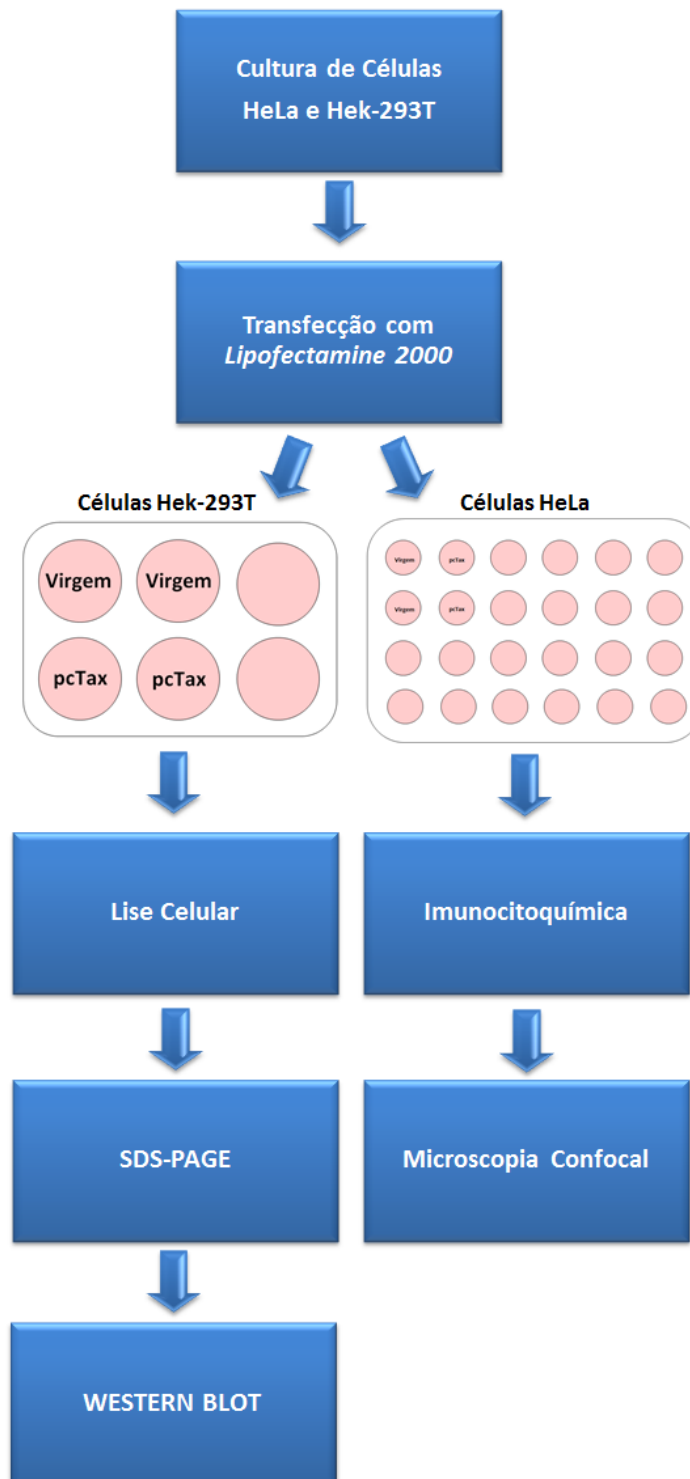 Cultura de Células
HeLa e Hek-293T
Transfecção com
Lipofectamine 2000
Células Hek-293T
Virgem Virgem
pcTax pcTax
Células HeLa
Virgem pcTax
Virgem pcTax
Lise Celular
Imunocitoquímica
SDS-PAGE
Microscopia Confocal
WESTERN BLOT